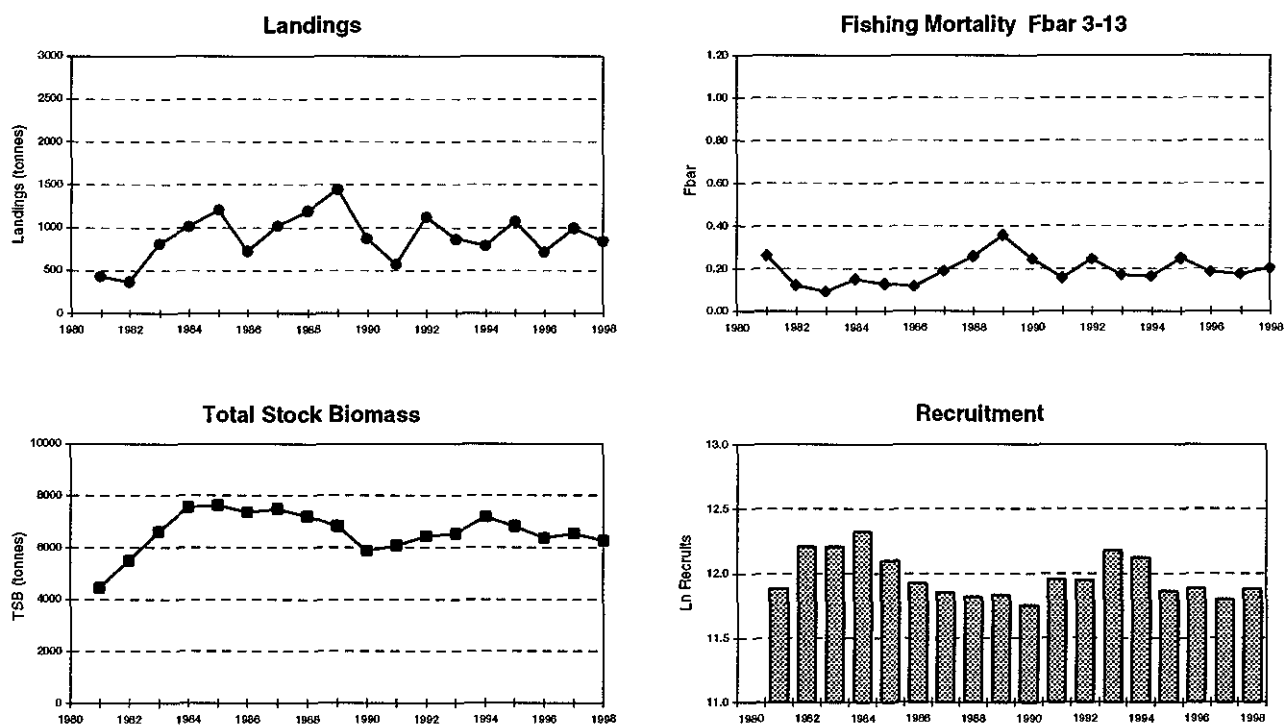 Landings
3000
2500
2000
1500
1000
500
0
Landings (tonnes)
1980 1982 1984 1986 1988 1990 1992 1994 1996 1998
Fishing Mortality Fbar 3-13
1.20
1.00
0.80
0.60
0.40
0.20
0.00
Fbar
1980 1982 1984 1986 1988 1990 1992 1994 1996 1998
Total Stock Biomass
10000
8000
6000
4000
2000
0
TSB (tonnes)
1980 1982 1984 1986 1988 1990 1992 1994 1996 1998
Recruitment
13.0
12.5
12.0
11.5
11.0
Ln Recruits
1980 1982 1984 1986 1988 1990 1992 1994 1996 1998